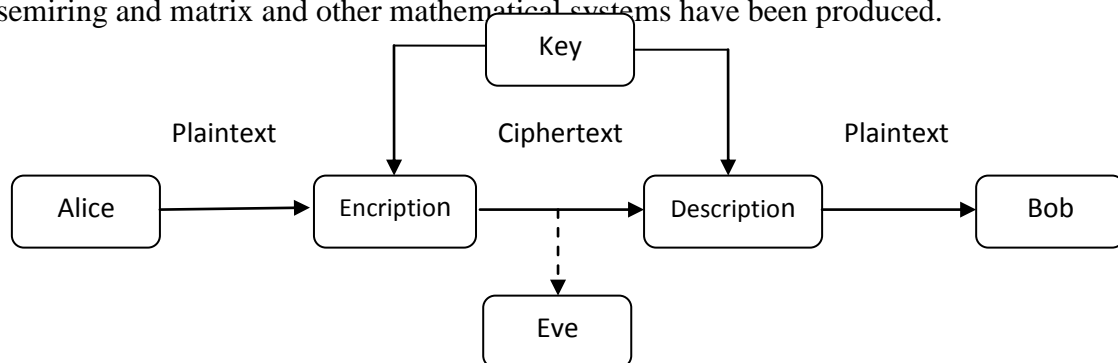 semiring and matrix and other mathematical systems have been produced.
Key
Plaintext Ciphertext Plaintext
Alice Encription Description Bob
Eve